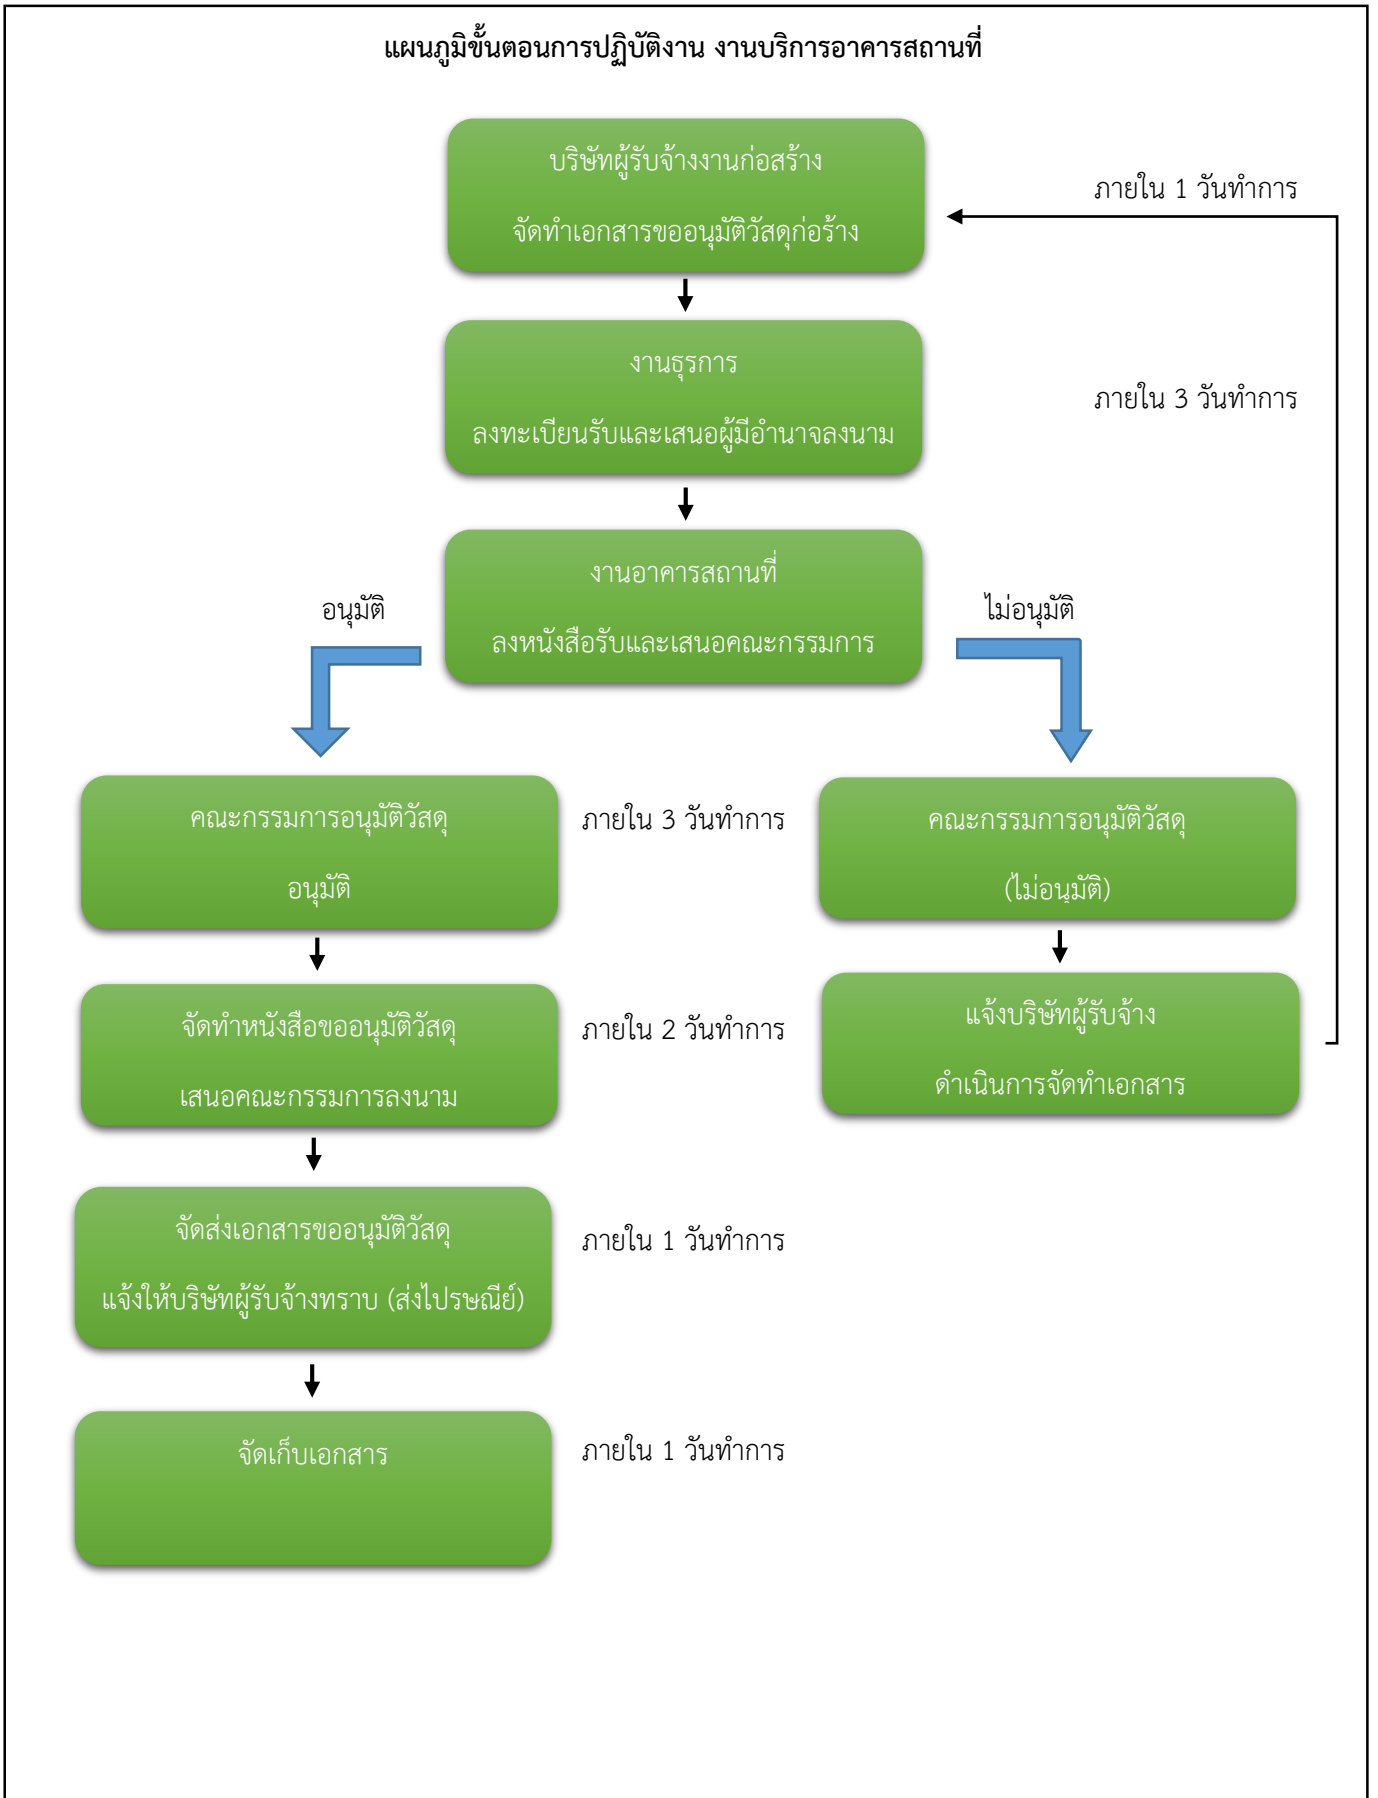 แผนภูมิขั้นตอนการปฏิบัติงาน งานบริการอาคารสถานที่
บริษัทผู้รับจ้างงานก่อสร้าง
จัดทำเอกสารขออนุมัติวัสดุก่อร้าง
ภายใน 1 วันทำการ
งานธุรการ
ลงทะเบียนรับและเสนอผู้มีอำนาจลงนาม
ภายใน 3 วันทำการ
งานอาคารสถานที่
ลงหนังสือรับและเสนอคณะกรรมการ
อนุมัติ
ไม่อนุมัติ
คณะกรรมการอนุมัติวัสดุ
อนุมัติ
ภายใน 3 วันทำการ
คณะกรรมการอนุมัติวัสดุ
(ไม่อนุมัติ)
จัดทำหนังสือขออนุมัติวัสดุ
เสนอคณะกรรมการลงนาม
ภายใน 2 วันทำการ
แจ้งบริษัทผู้รับจ้าง
ดำเนินการจัดทำเอกสาร
จัดส่งเอกสารขออนุมัติวัสดุ
แจ้งให้บริษัทผู้รับจ้างทราบ (ส่งไปรษณีย์)
ภายใน 1 วันทำการ
จัดเก็บเอกสาร
ภายใน 1 วันทำการ